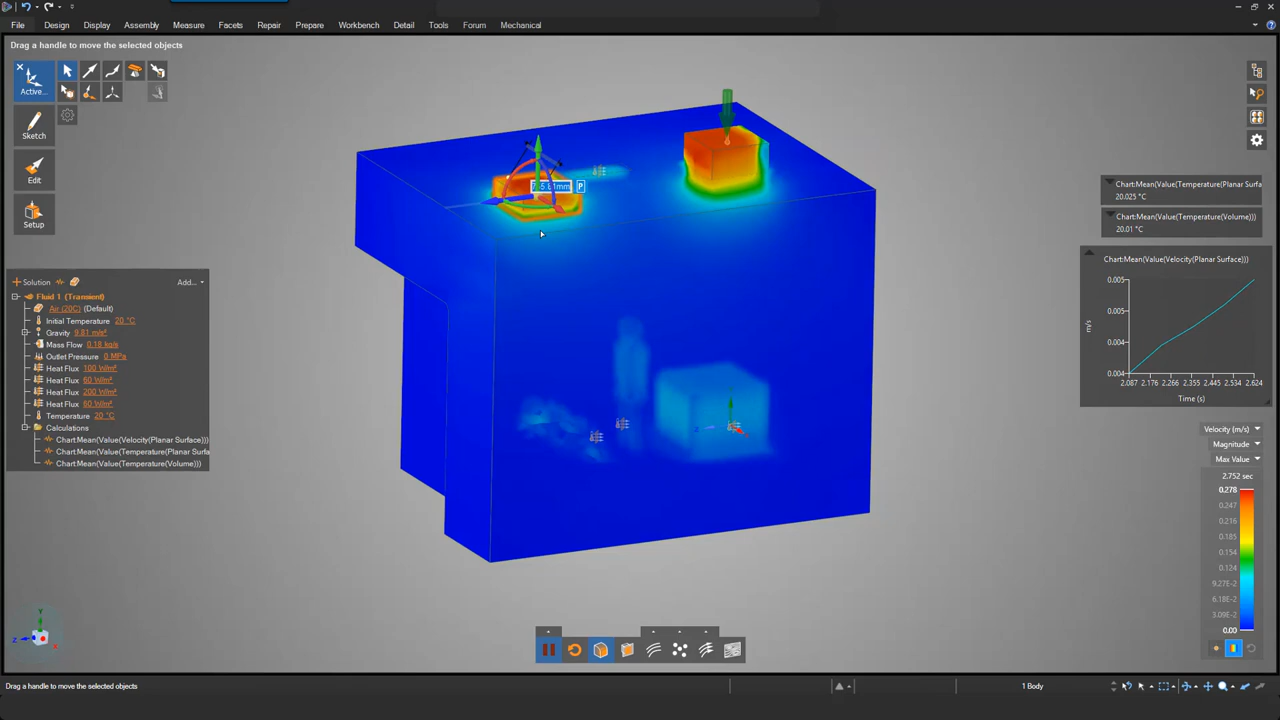 File Design Display Assembly Measure Facets Repair Prepare Workbench Detail Tools Forum Mechanical
Drag a handle to move the selected objects
Active...
Sketch
Edit
Setup
P
Chart:Mean(Value(Temperature(Planar Surfa
20.025 °C
Chart:Mean(Value(Temperature(Volume)))
20.01 °C
Chart:Mean(Value(Velocity(Planar Surface)))
0.005
0.005
0.004
0.004
m/s
2.087 2.176 2.266 2.355 2.445 2.534 2.624
Time (s)
Solution Add...
Fluid 1 (Transient)
Air (20C) (Default)
Initial Temperature 20 °C
Gravity 9.81 m/s²
Mass Flow 0.18 kg/s
Outlet Pressure 0 MPa
Heat Flux 100 W/m²
Heat Flux 60 W/m²
Heat Flux 200 W/m²
Heat Flux 60 W/m²
Temperature 20 °C
Calculations
Chart:Mean(Value(Velocity(Planar Surface)))
Chart:Mean(Value(Temperature(Planar Surfa
Chart:Mean(Value(Temperature(Volume)))
Velocity (m/s)
Magnitude
Max Value
2.752 sec
0.278
0.247
0.216
0.185
0.154
0.124
9.27E-2
6.18E-2
3.09E-2
0.00
Z
Y
X
Drag a handle to move the selected objects
1 Body